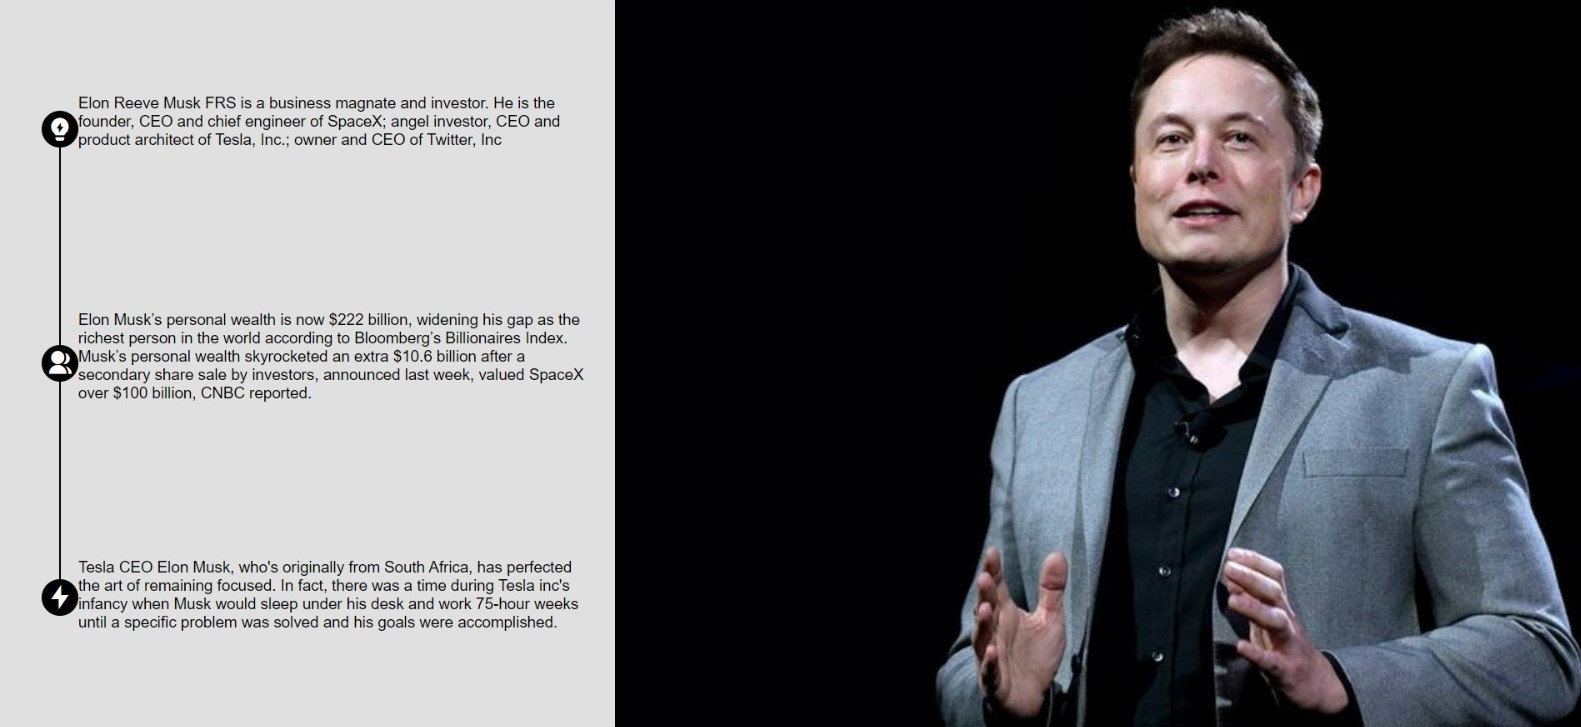 Elon Reeve Musk FRS is a business magnate and investor. He is the
founder, CEO and chief engineer of SpaceX; angel investor, CEO and
product architect of Tesla, Inc.; owner and CEO of Twitter, Inc
Elon Musk’s personal wealth is now $222 billion, widening his gap as the
richest person in the world according to Bloomberg’s Billionaires Index.
Musk’s personal wealth skyrocketed an extra $10.6 billion after a
secondary share sale by investors, announced last week, valued SpaceX
over $100 billion, CNBC reported.
Tesla CEO Elon Musk, who's originally from South Africa, has perfected
the art of remaining focused. In fact, there was a time during Tesla inc's
infancy when Musk would sleep under his desk and work 75-hour weeks
until a specific problem was solved and his goals were accomplished.